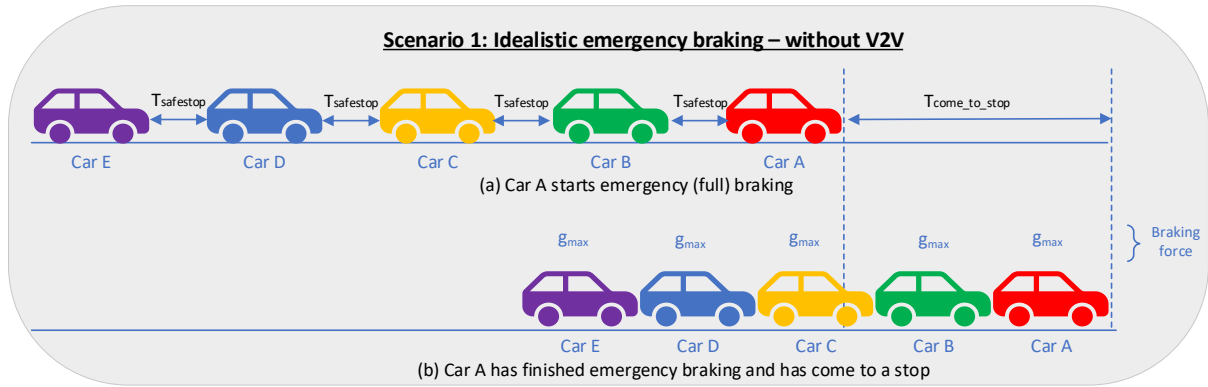 Scenario 1: Idealistic emergency braking – without V2V
Tsafestop Tsafestop Tsafestop Tsafestop Tcome_to_stop
Car E Car D Car C Car B Car A
(a) Car A starts emergency (full) braking
gmax gmax gmax gmax gmax Braking
force
Car E Car D Car C Car B Car A
(b) Car A has finished emergency braking and has come to a stop